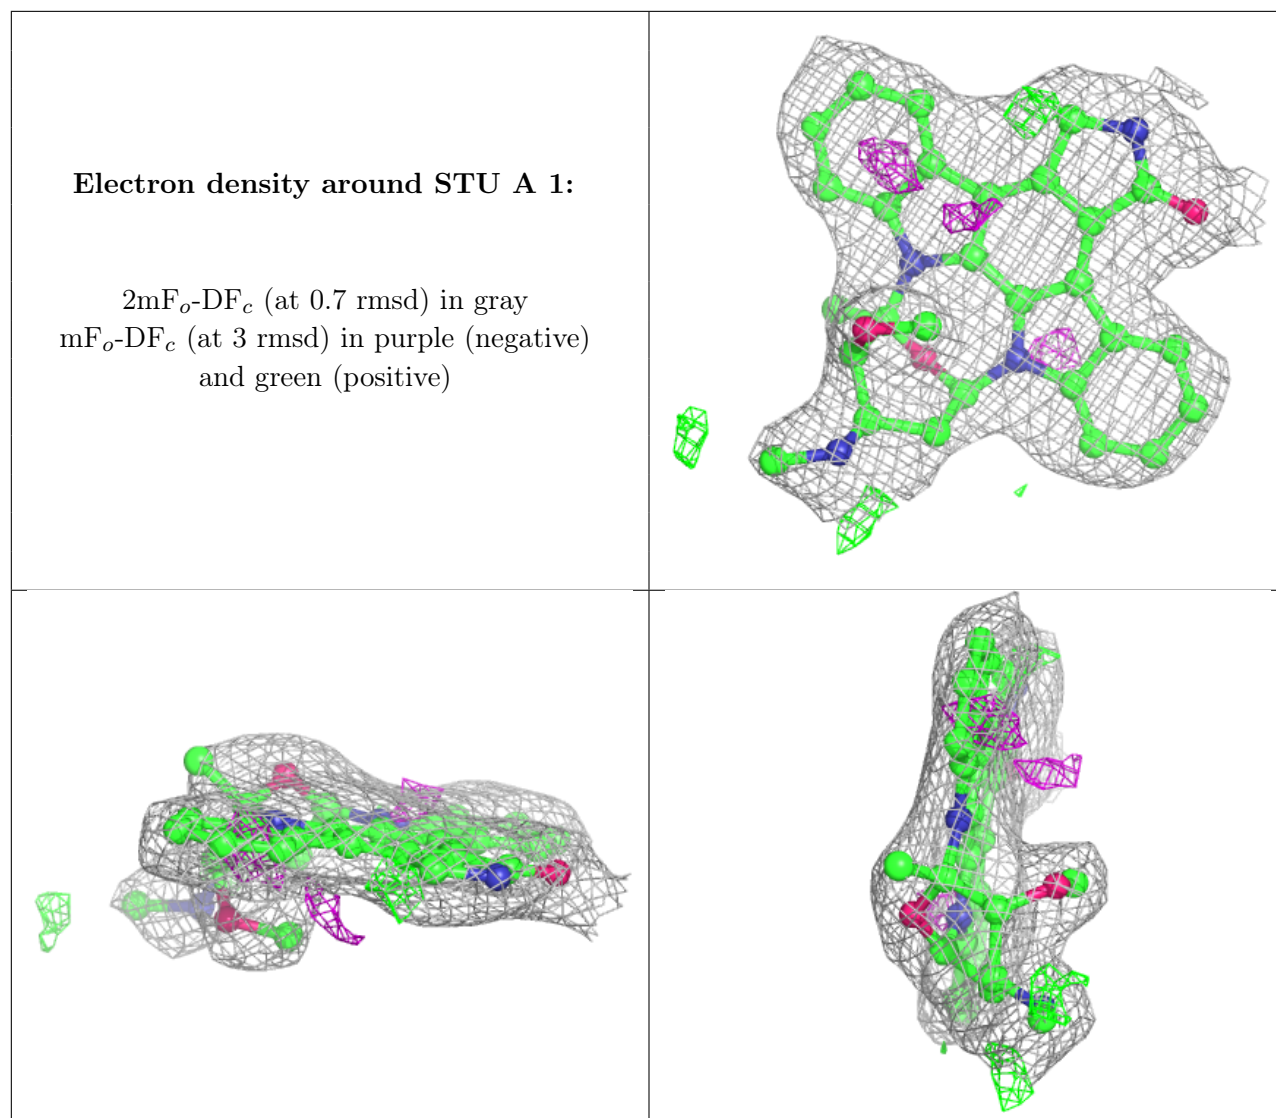 Electron density around STU A 1:
2mFo-DFc (at 0.7 rmsd) in gray
mFo-DFc (at 3 rmsd) in purple (negative)
and green (positive)